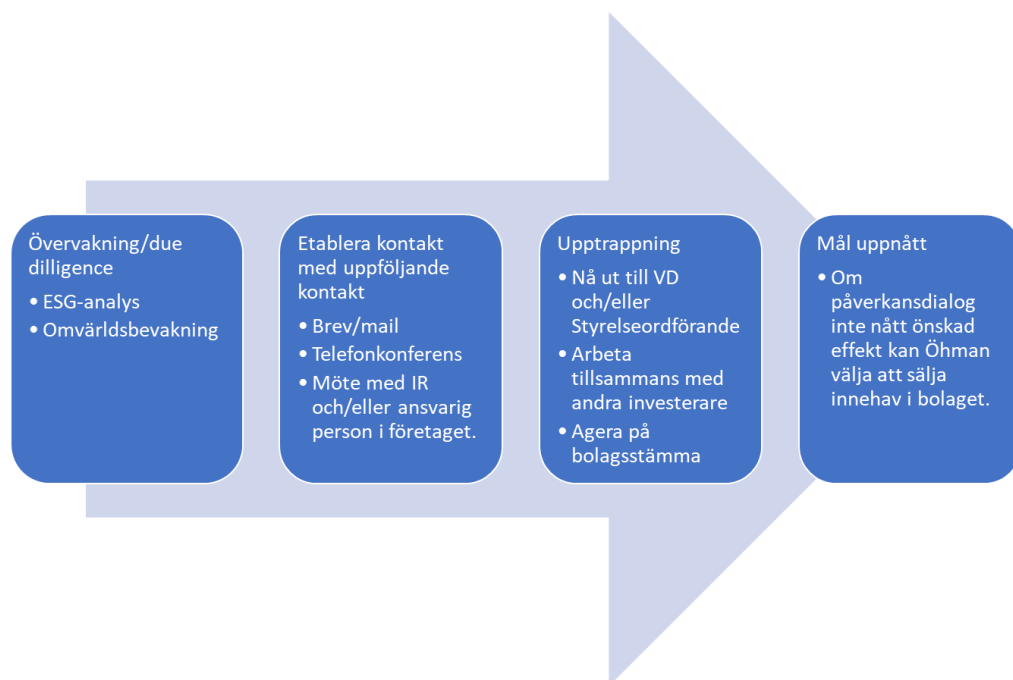 Övervakning/due
dilligence
• ESG-analys
• Omvärldsbevakning
Etablera kontakt
med uppföljande
kontakt
• Brev/mail
• Telefonkonferens
• Möte med IR
och/eller ansvarig
person i företaget.
Upptrappning
• Nå ut till VD
och/eller
Styrelseordförande
• Arbeta
tillsammans med
andra investerare
• Agera på
bolagsstämma
Mål uppnått
• Om
påverkansdialog
inte nått önskad
effekt kan Öhman
välja att sälja
innehav i bolaget.